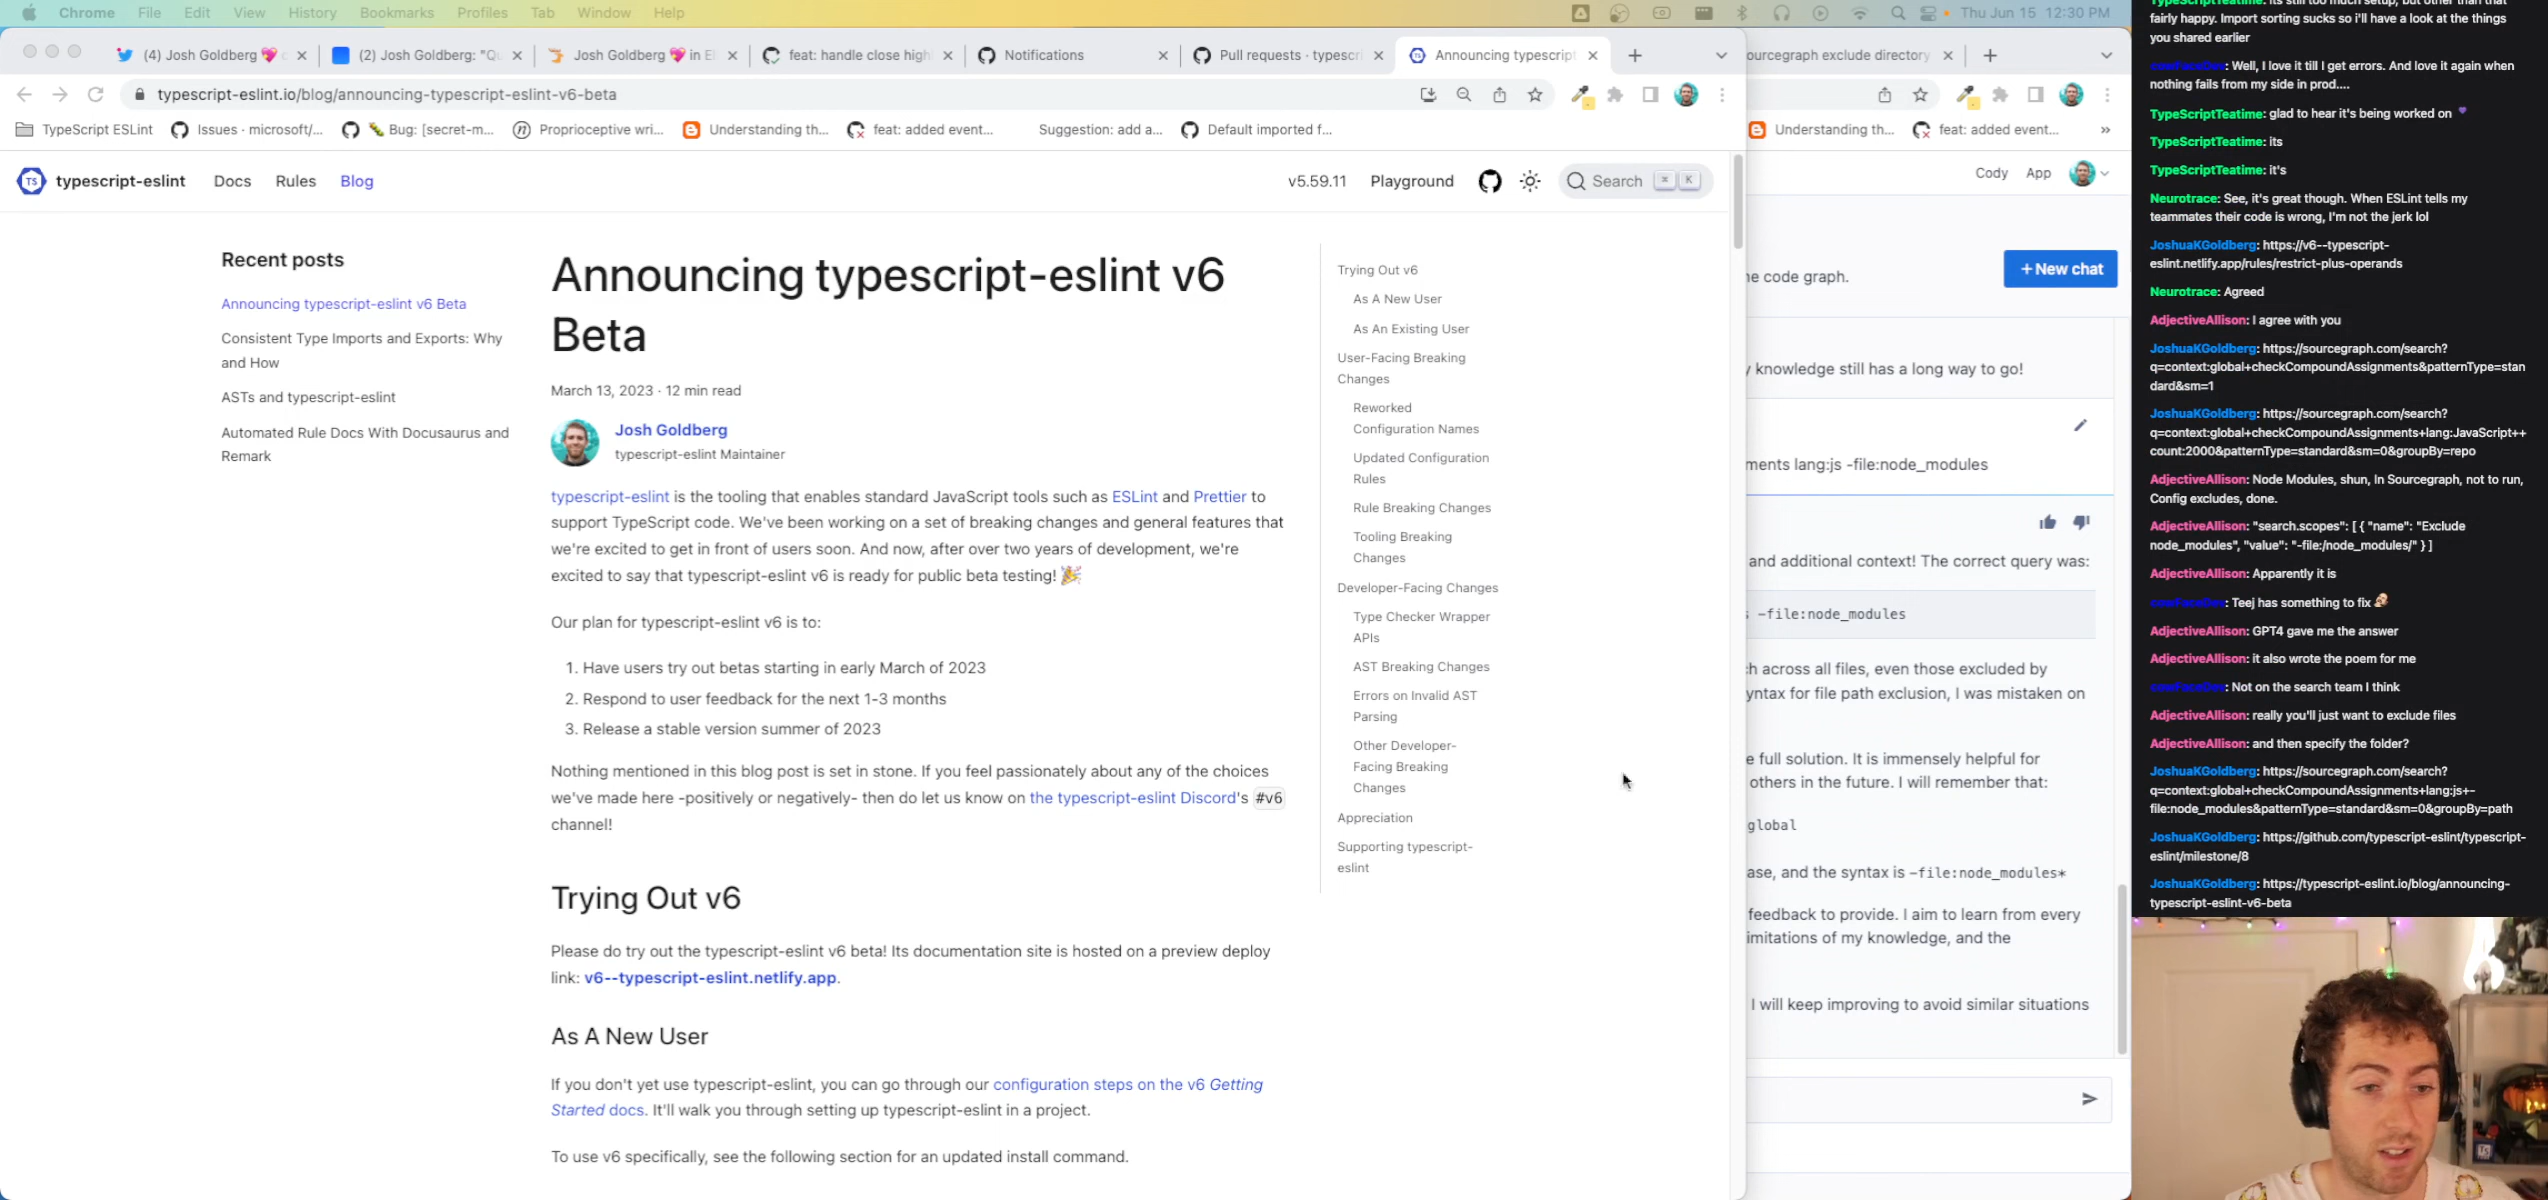 Chrome File Edit View History Bookmarks Profiles Tab Window Help
Thu Jun 15 12:30 PM
(4) Josh Goldberg 💖
(2) Josh Goldberg: "Qu
Josh Goldberg 💖 in El
feat: handle close high
Notifications
Pull requests · typescri
Announcing typescript
ourcegraph exclude directory
typescript-eslint.io/blog/announcing-typescript-eslint-v6-beta
TypeScript ESLint
Issues · microsoft/...
🐛 Bug: [secret-m...
Proprioceptive wri...
Understanding th...
feat: added event...
Suggestion: add a...
Default imported f...
Understanding th...
feat: added event...
»
typescript-eslint
Docs
Rules
Blog
v5.59.11
Playground
Search ⌘ K
Recent posts
Announcing typescript-eslint v6 Beta
Consistent Type Imports and Exports: Why
and How
ASTs and typescript-eslint
Automated Rule Docs With Docusaurus and
Remark
Announcing typescript-eslint v6
Beta
March 13, 2023 · 12 min read
Josh Goldberg
typescript-eslint Maintainer
typescript-eslint is the tooling that enables standard JavaScript tools such as ESLint and Prettier to
support TypeScript code. We've been working on a set of breaking changes and general features that
we're excited to get in front of users soon. And now, after over two years of development, we're
excited to say that typescript-eslint v6 is ready for public beta testing! 🎉
Our plan for typescript-eslint v6 is to:
1. Have users try out betas starting in early March of 2023
2. Respond to user feedback for the next 1-3 months
3. Release a stable version summer of 2023
Nothing mentioned in this blog post is set in stone. If you feel passionately about any of the choices
we've made here -positively or negatively- then do let us know on the typescript-eslint Discord's #v6
channel!
Trying Out v6
Please do try out the typescript-eslint v6 beta! Its documentation site is hosted on a preview deploy
link: v6--typescript-eslint.netlify.app.
As A New User
If you don't yet use typescript-eslint, you can go through our configuration steps on the v6 Getting
Started docs. It'll walk you through setting up typescript-eslint in a project.
To use v6 specifically, see the following section for an updated install command.
Trying Out v6
As A New User
As An Existing User
User-Facing Breaking
Changes
Reworked
Configuration Names
Updated Configuration
Rules
Rule Breaking Changes
Tooling Breaking
Changes
Developer-Facing Changes
Type Checker Wrapper
APIs
AST Breaking Changes
Errors on Invalid AST
Parsing
Other Developer-
Facing Breaking
Changes
Appreciation
Supporting typescript-
eslint
Cody App
e code graph.
+ New chat
knowledge still has a long way to go!
ments lang:js -file:node_modules
and additional context! The correct query was:
-file:node_modules
across all files, even those excluded by
yntax for file path exclusion, I was mistaken on
e full solution. It is immensely helpful for
others in the future. I will remember that:
global
ase, and the syntax is -file:node_modules*
feedback to provide. I aim to learn from every
imitations of my knowledge, and the
I will keep improving to avoid similar situations
fairly happy. Import sorting sucks so i'll have a look at the things
you shared earlier
cowFaceDev: Well, I love it till I get errors. And love it again when
nothing fails from my side in prod....
TypeScriptTeatime: glad to hear it's being worked on 💜
TypeScriptTeatime: its
TypeScriptTeatime: it's
Neurotrace: See, it's great though. When ESLint tells my
teammates their code is wrong, I'm not the jerk lol
JoshuaKGoldberg: https://v6--typescript-
eslint.netlify.app/rules/restrict-plus-operands
Neurotrace: Agreed
AdjectiveAllison: I agree with you
JoshuaKGoldberg: https://sourcegraph.com/search?
q=context:global+checkCompoundAssignments&patternType=stan
dard&sm=1
JoshuaKGoldberg: https://sourcegraph.com/search?
q=context:global+checkCompoundAssignments+lang:JavaScript++
count:2000&patternType=standard&sm=0&groupBy=repo
AdjectiveAllison: Node Modules, shun, In Sourcegraph, not to run,
Config excludes, done.
AdjectiveAllison: "search.scopes": [ { "name": "Exclude
node_modules", "value": "-file:/node_modules/" } ]
AdjectiveAllison: Apparently it is
cowFaceDev: Teej has something to fix
AdjectiveAllison: GPT4 gave me the answer
AdjectiveAllison: it also wrote the poem for me
cowFaceDev: Not on the search team I think
AdjectiveAllison: really you'll just want to exclude files
AdjectiveAllison: and then specify the folder?
JoshuaKGoldberg: https://sourcegraph.com/search?
q=context:global+checkCompoundAssignments+lang:js+-
file:node_modules&patternType=standard&sm=0&groupBy=path
JoshuaKGoldberg: https://github.com/typescript-eslint/typescript-
eslint/milestone/8
JoshuaKGoldberg: https://typescript-eslint.io/blog/announcing-
typescript-eslint-v6-beta